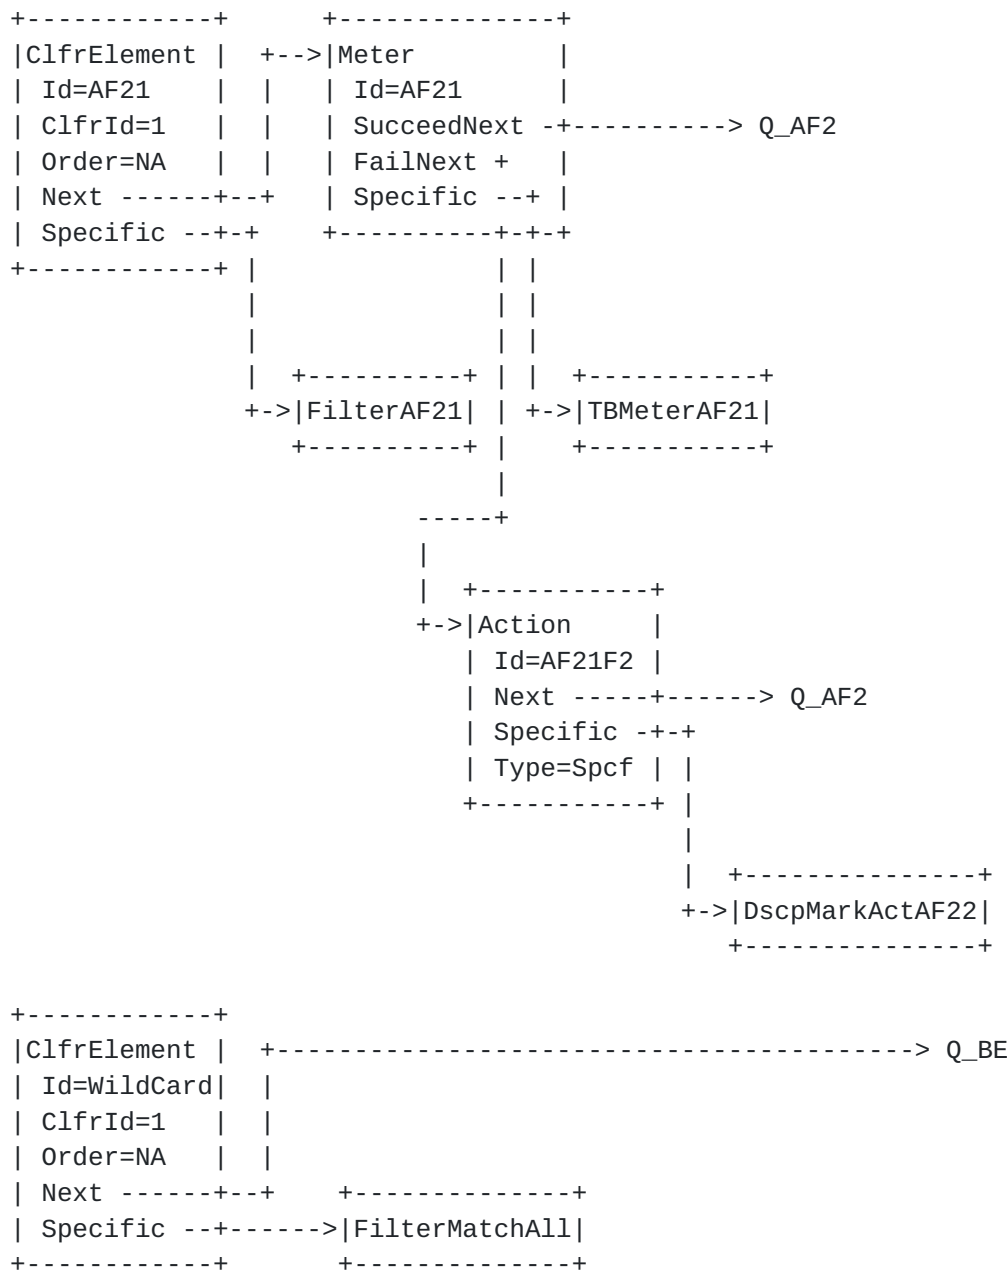 +------------+      +--------------+
|ClfrElement |  +-->|Meter         |
| Id=AF21    |  |   | Id=AF21      |
| ClfrId=1   |  |   | SucceedNext -+----------> Q_AF2
| Order=NA   |  |   | FailNext +   |
| Next ------+--+   | Specific --+ |
| Specific --+-+    +----------+-+-+
+------------+ |               | |
               |               | |
               |               | |
               |  +----------+ | |  +-----------+
               +->|FilterAF21| | +->|TBMeterAF21|
                  +----------+ |    +-----------+
                               |
                          -----+
                          |
                          |  +-----------+
                          +->|Action     |
                             | Id=AF21F2 |
                             | Next -----+------> Q_AF2
                             | Specific -+-+
                             | Type=Spcf | |
                             +-----------+ |
                                           |
                                           |  +---------------+
                                           +->|DscpMarkActAF22|
                                              +---------------+

+------------+
|ClfrElement |  +-----------------------------------------> Q_BE
| Id=WildCard|  |
| ClfrId=1   |  |
| Order=NA   |  |
| Next ------+--+    +--------------+
| Specific --+------>|FilterMatchAll|
+------------+       +--------------+